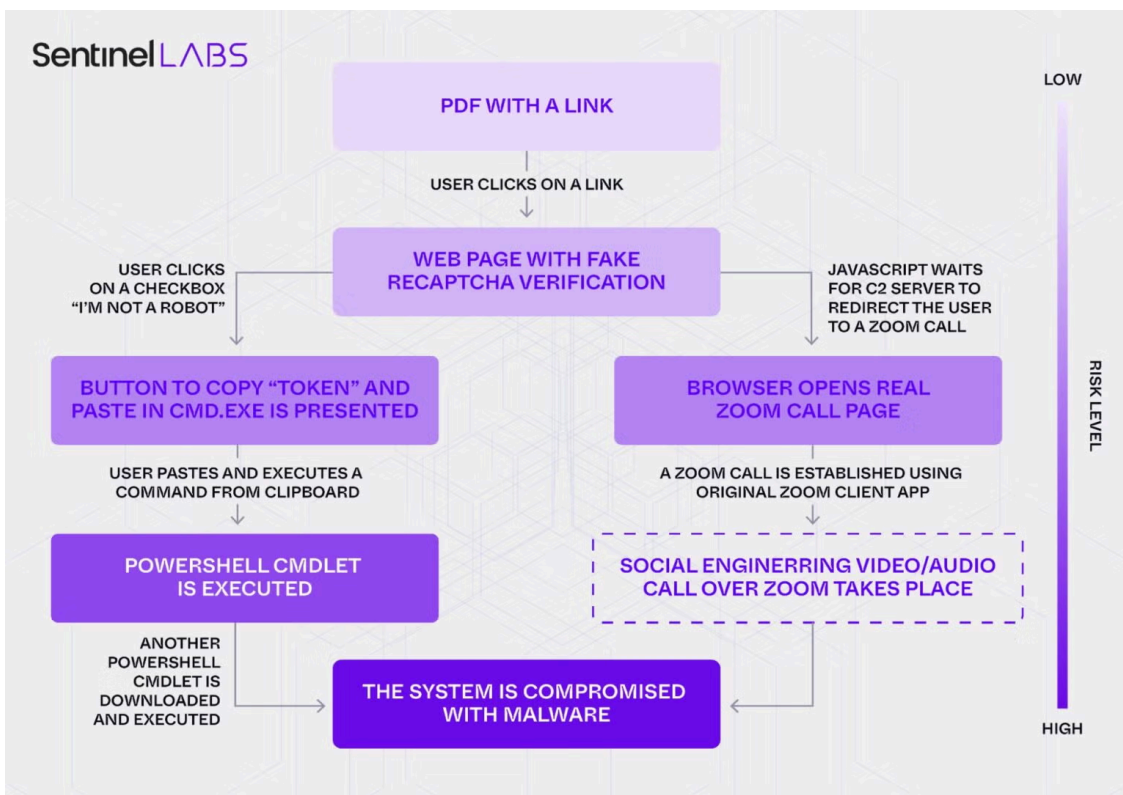 SentinelLABS
LOW
PDF WITH A LINK
USER CLICKS ON A LINK
WEB PAGE WITH FAKE
RECAPTCHA VERIFICATION
USER CLICKS
ON A CHECKBOX
“I’M NOT A ROBOT”
JAVASCRIPT WAITS
FOR C2 SERVER TO
REDIRECT THE USER
TO A ZOOM CALL
BUTTON TO COPY “TOKEN” AND
PASTE IN CMD.EXE IS PRESENTED
BROWSER OPENS REAL
ZOOM CALL PAGE
RISK LEVEL
USER PASTES AND EXECUTES A
COMMAND FROM CLIPBOARD
A ZOOM CALL IS ESTABLISHED USING
ORIGINAL ZOOM CLIENT APP
POWERSHELL CMDLET
IS EXECUTED
SOCIAL ENGINERRING VIDEO/AUDIO
CALL OVER ZOOM TAKES PLACE
ANOTHER
POWERSHELL
CMDLET IS
DOWNLOADED
AND EXECUTED
THE SYSTEM IS COMPROMISED
WITH MALWARE
HIGH